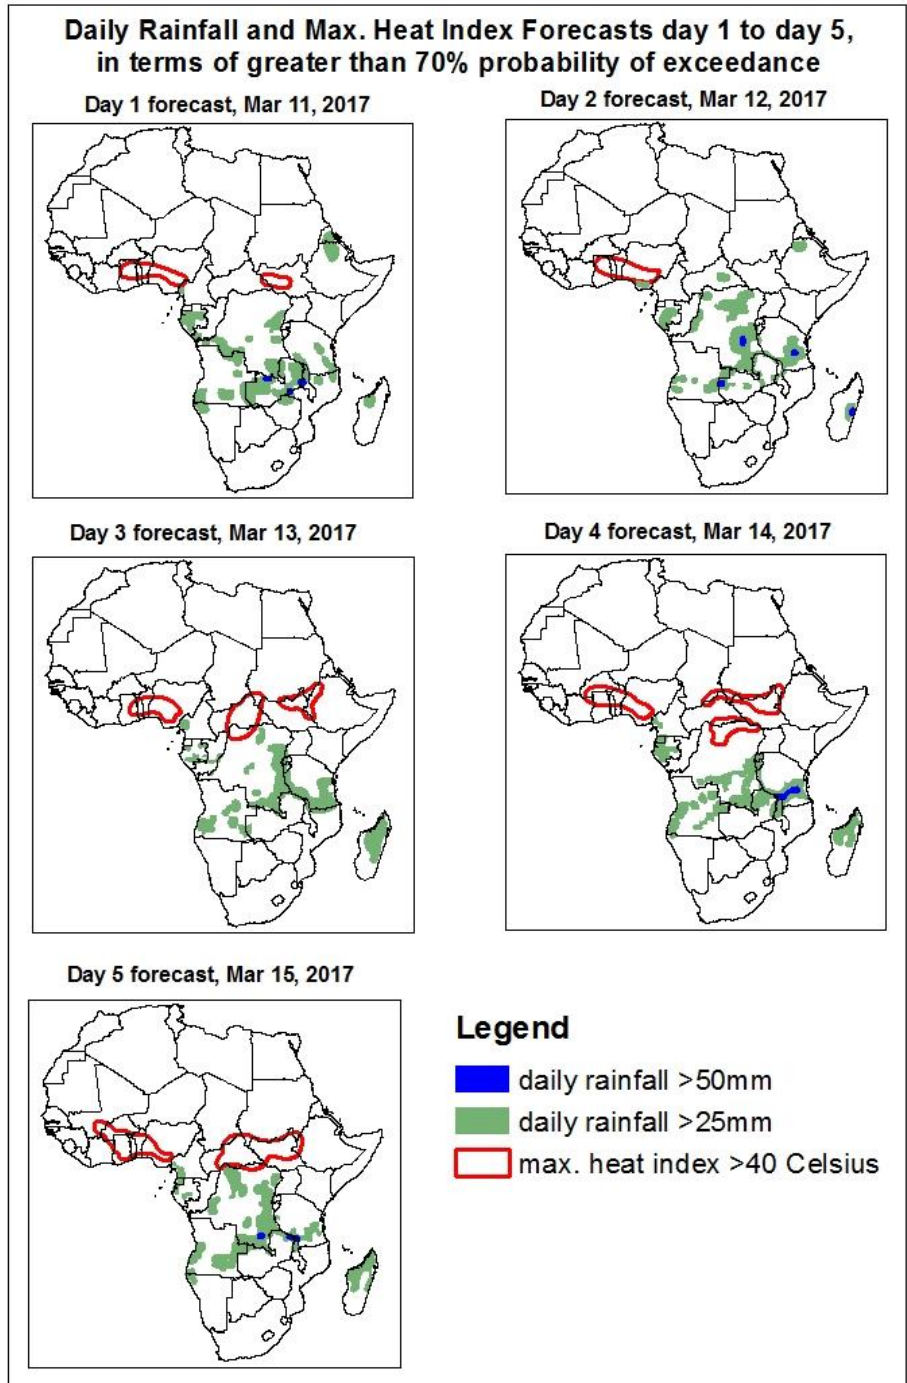 Daily Rainfall and Max. Heat Index Forecasts day 1 to day 5,
in terms of greater than 70% probability of exceedance
Day 1 forecast, Mar 11, 2017
Day 2 forecast, Mar 12, 2017
Day 3 forecast, Mar 13, 2017
Day 4 forecast, Mar 14, 2017
Day 5 forecast, Mar 15, 2017
Legend
daily rainfall >50mm
daily rainfall >25mm
max. heat index >40 Celsius